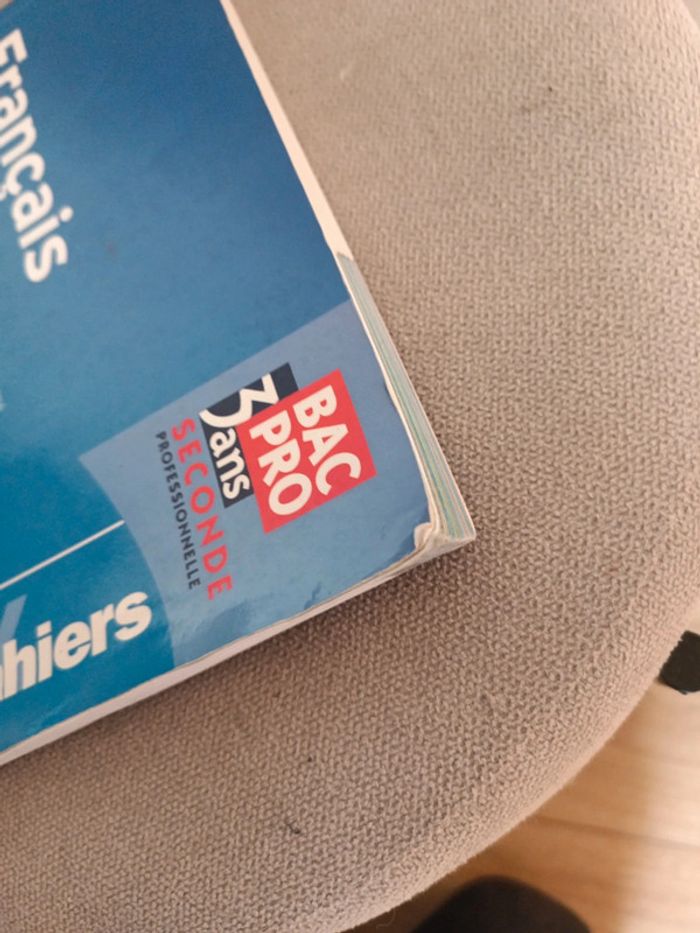 Français
BAC
PRO
3 ans
SECONDE
PROFESSIONNELLE
hiers